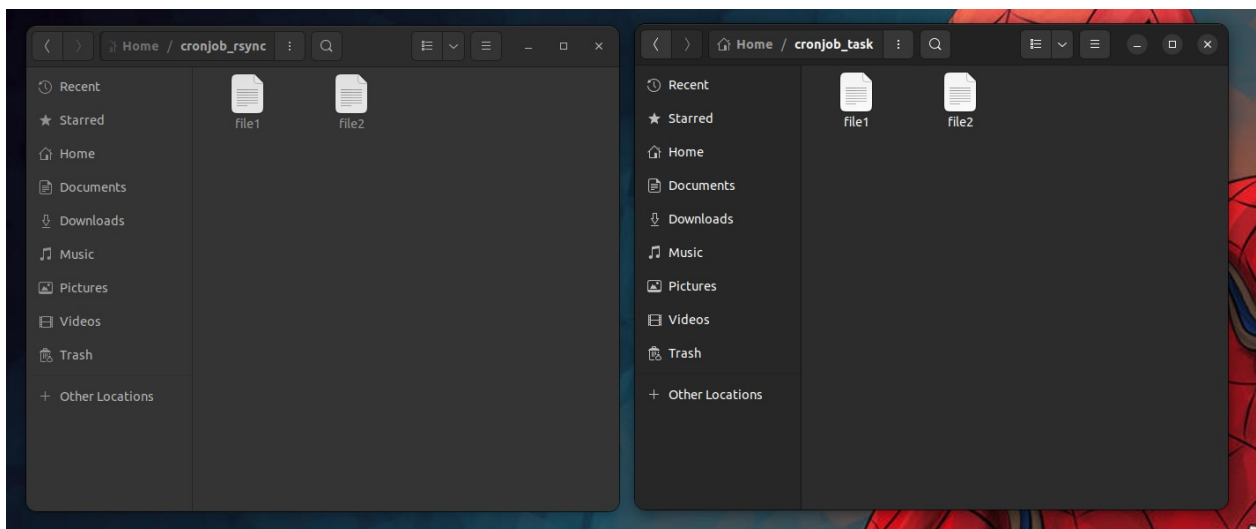 Home / cronjob_rsync
Recent
Starred
Home
Documents
Downloads
Music
Pictures
Videos
Trash
+ Other Locations
file1
file2
Home / cronjob_task
Recent
Starred
Home
Documents
Downloads
Music
Pictures
Videos
Trash
+ Other Locations
file1
file2